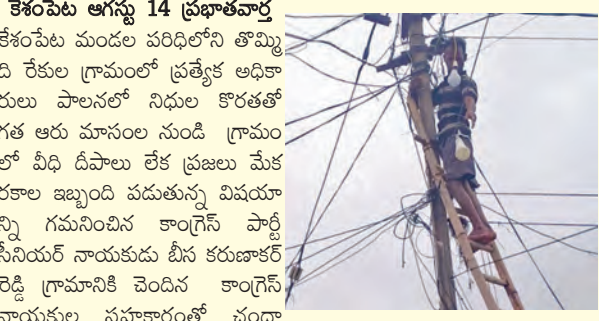 కేశంపేట ఆగస్టు 14 ప్రభాతవార్త
కేశంపేట మండల పరిధిలోని తొమ్మి
ది రేకుల గ్రామంలో ప్రత్యేక అధికా
రులు పాలనలో నిధుల కొరతతో
గత ఆరు మాసంల నుండి గ్రామం
లో వీధి దీపాలు లేక ప్రజలు మేక
రకాల ఇబ్బంది పడుతున్న విషయా
న్ని గమనించిన కాంగ్రెస్ పార్టీ
సీనియర్ నాయకుడు బీస కరుణాకర్
రెడ్డి గ్రామానికి చెందిన కాంగ్రెస్
నాయకుల సహకారంతో చందా